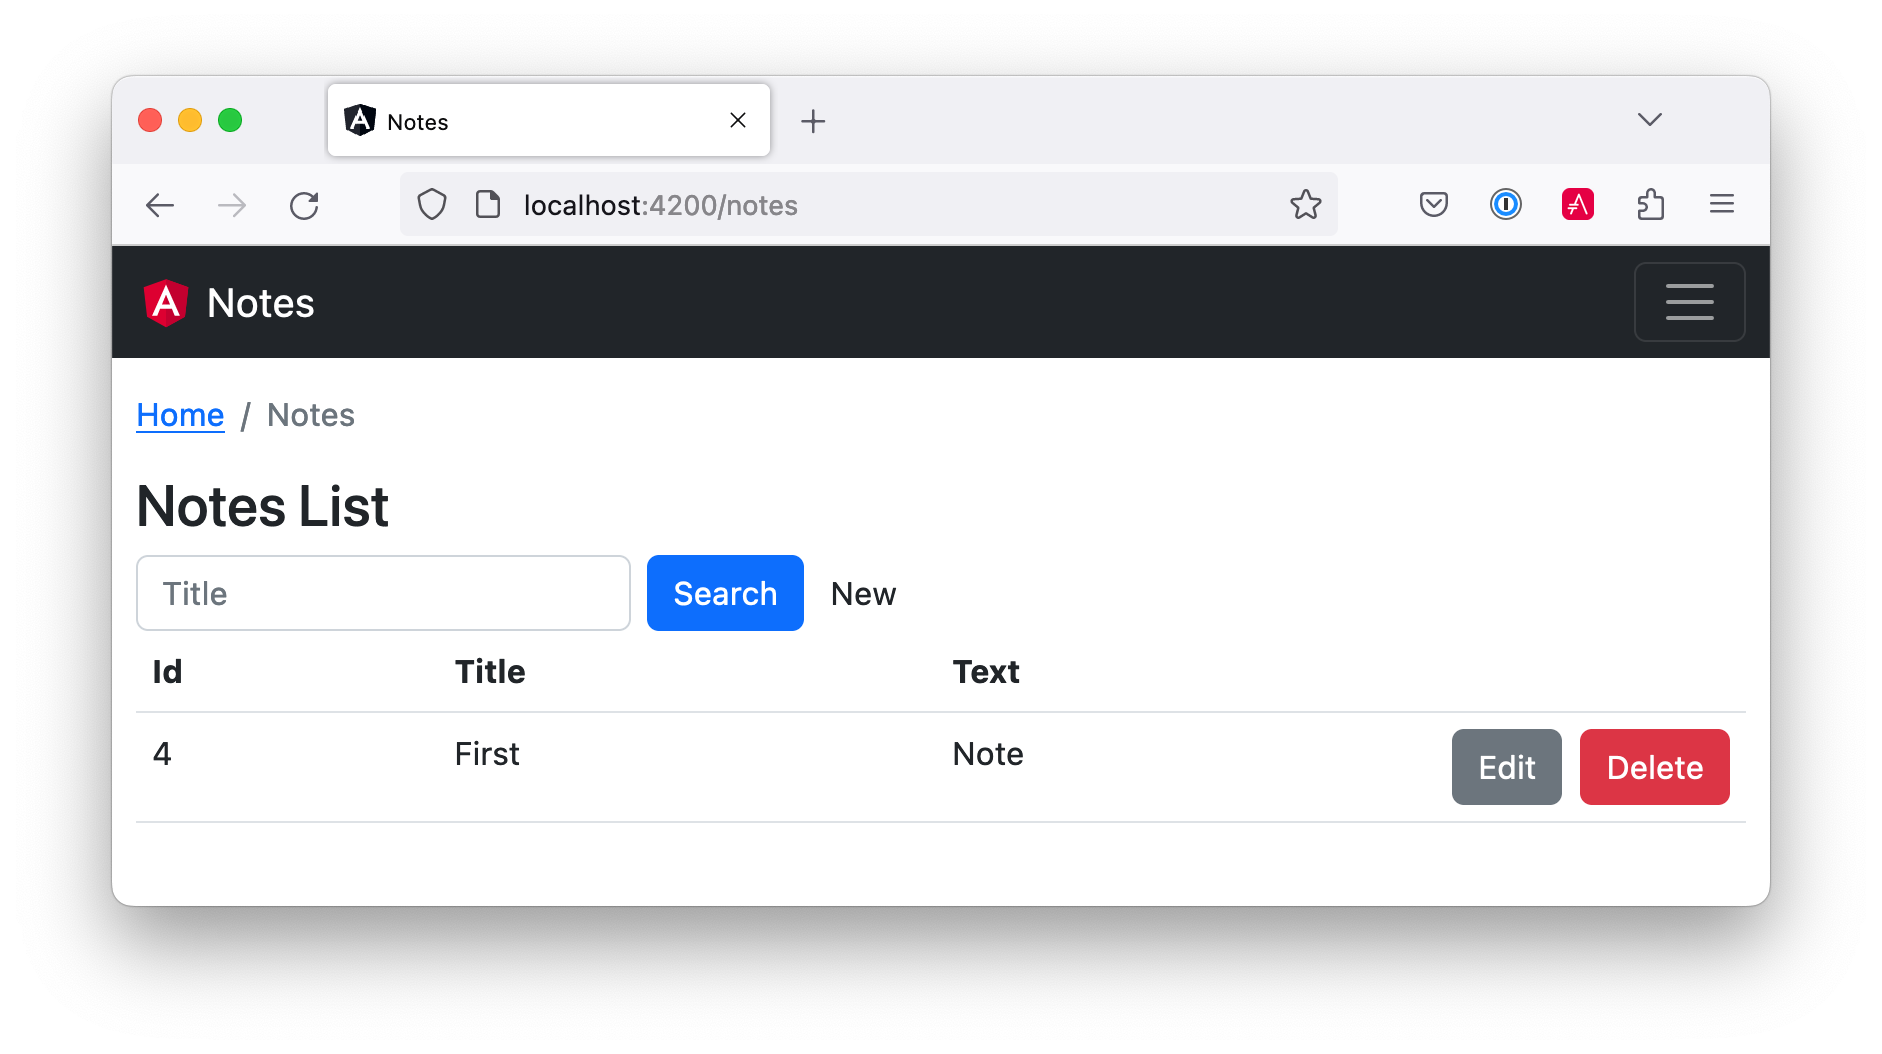 Notes
localhost:4200/notes
Notes
Home / Notes
Notes List
Title Search New
Id Title Text
4 First Note Edit Delete